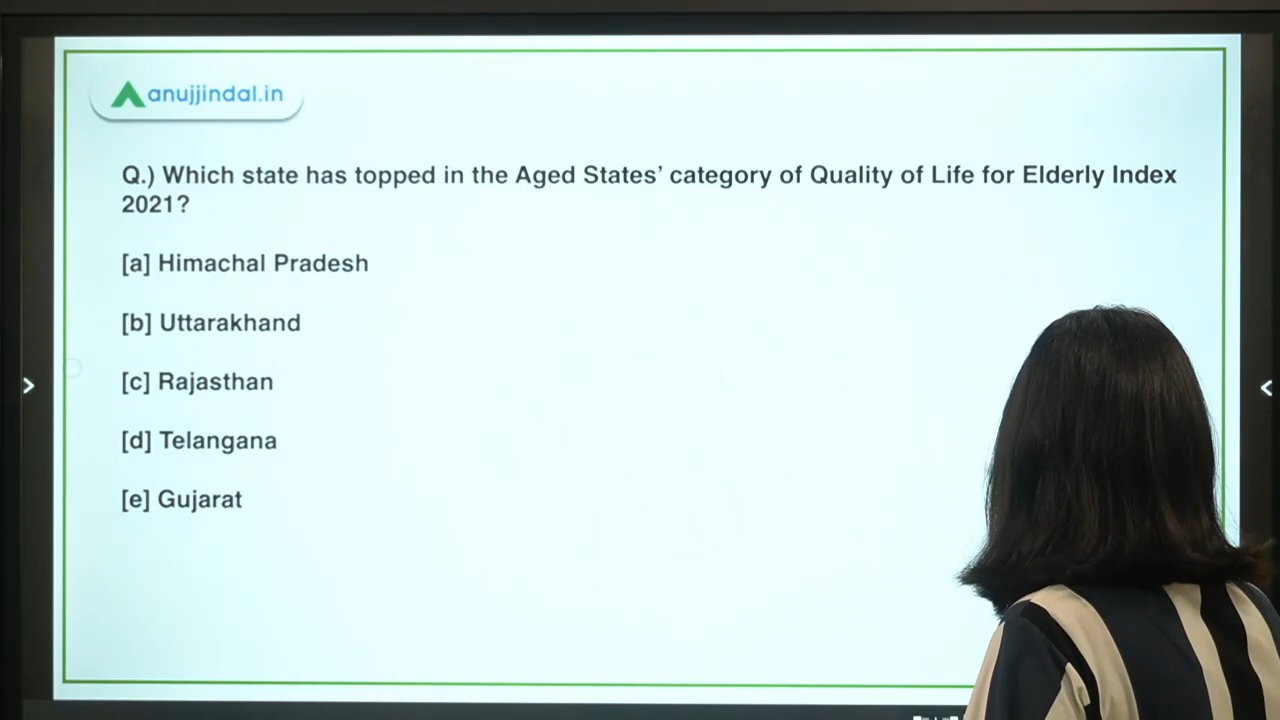 anujjindal.in
Q.) Which state has topped in the Aged States’ category of Quality of Life for Elderly Index
2021?
[a] Himachal Pradesh
[b] Uttarakhand
[c] Rajasthan
[d] Telangana
[e] Gujarat